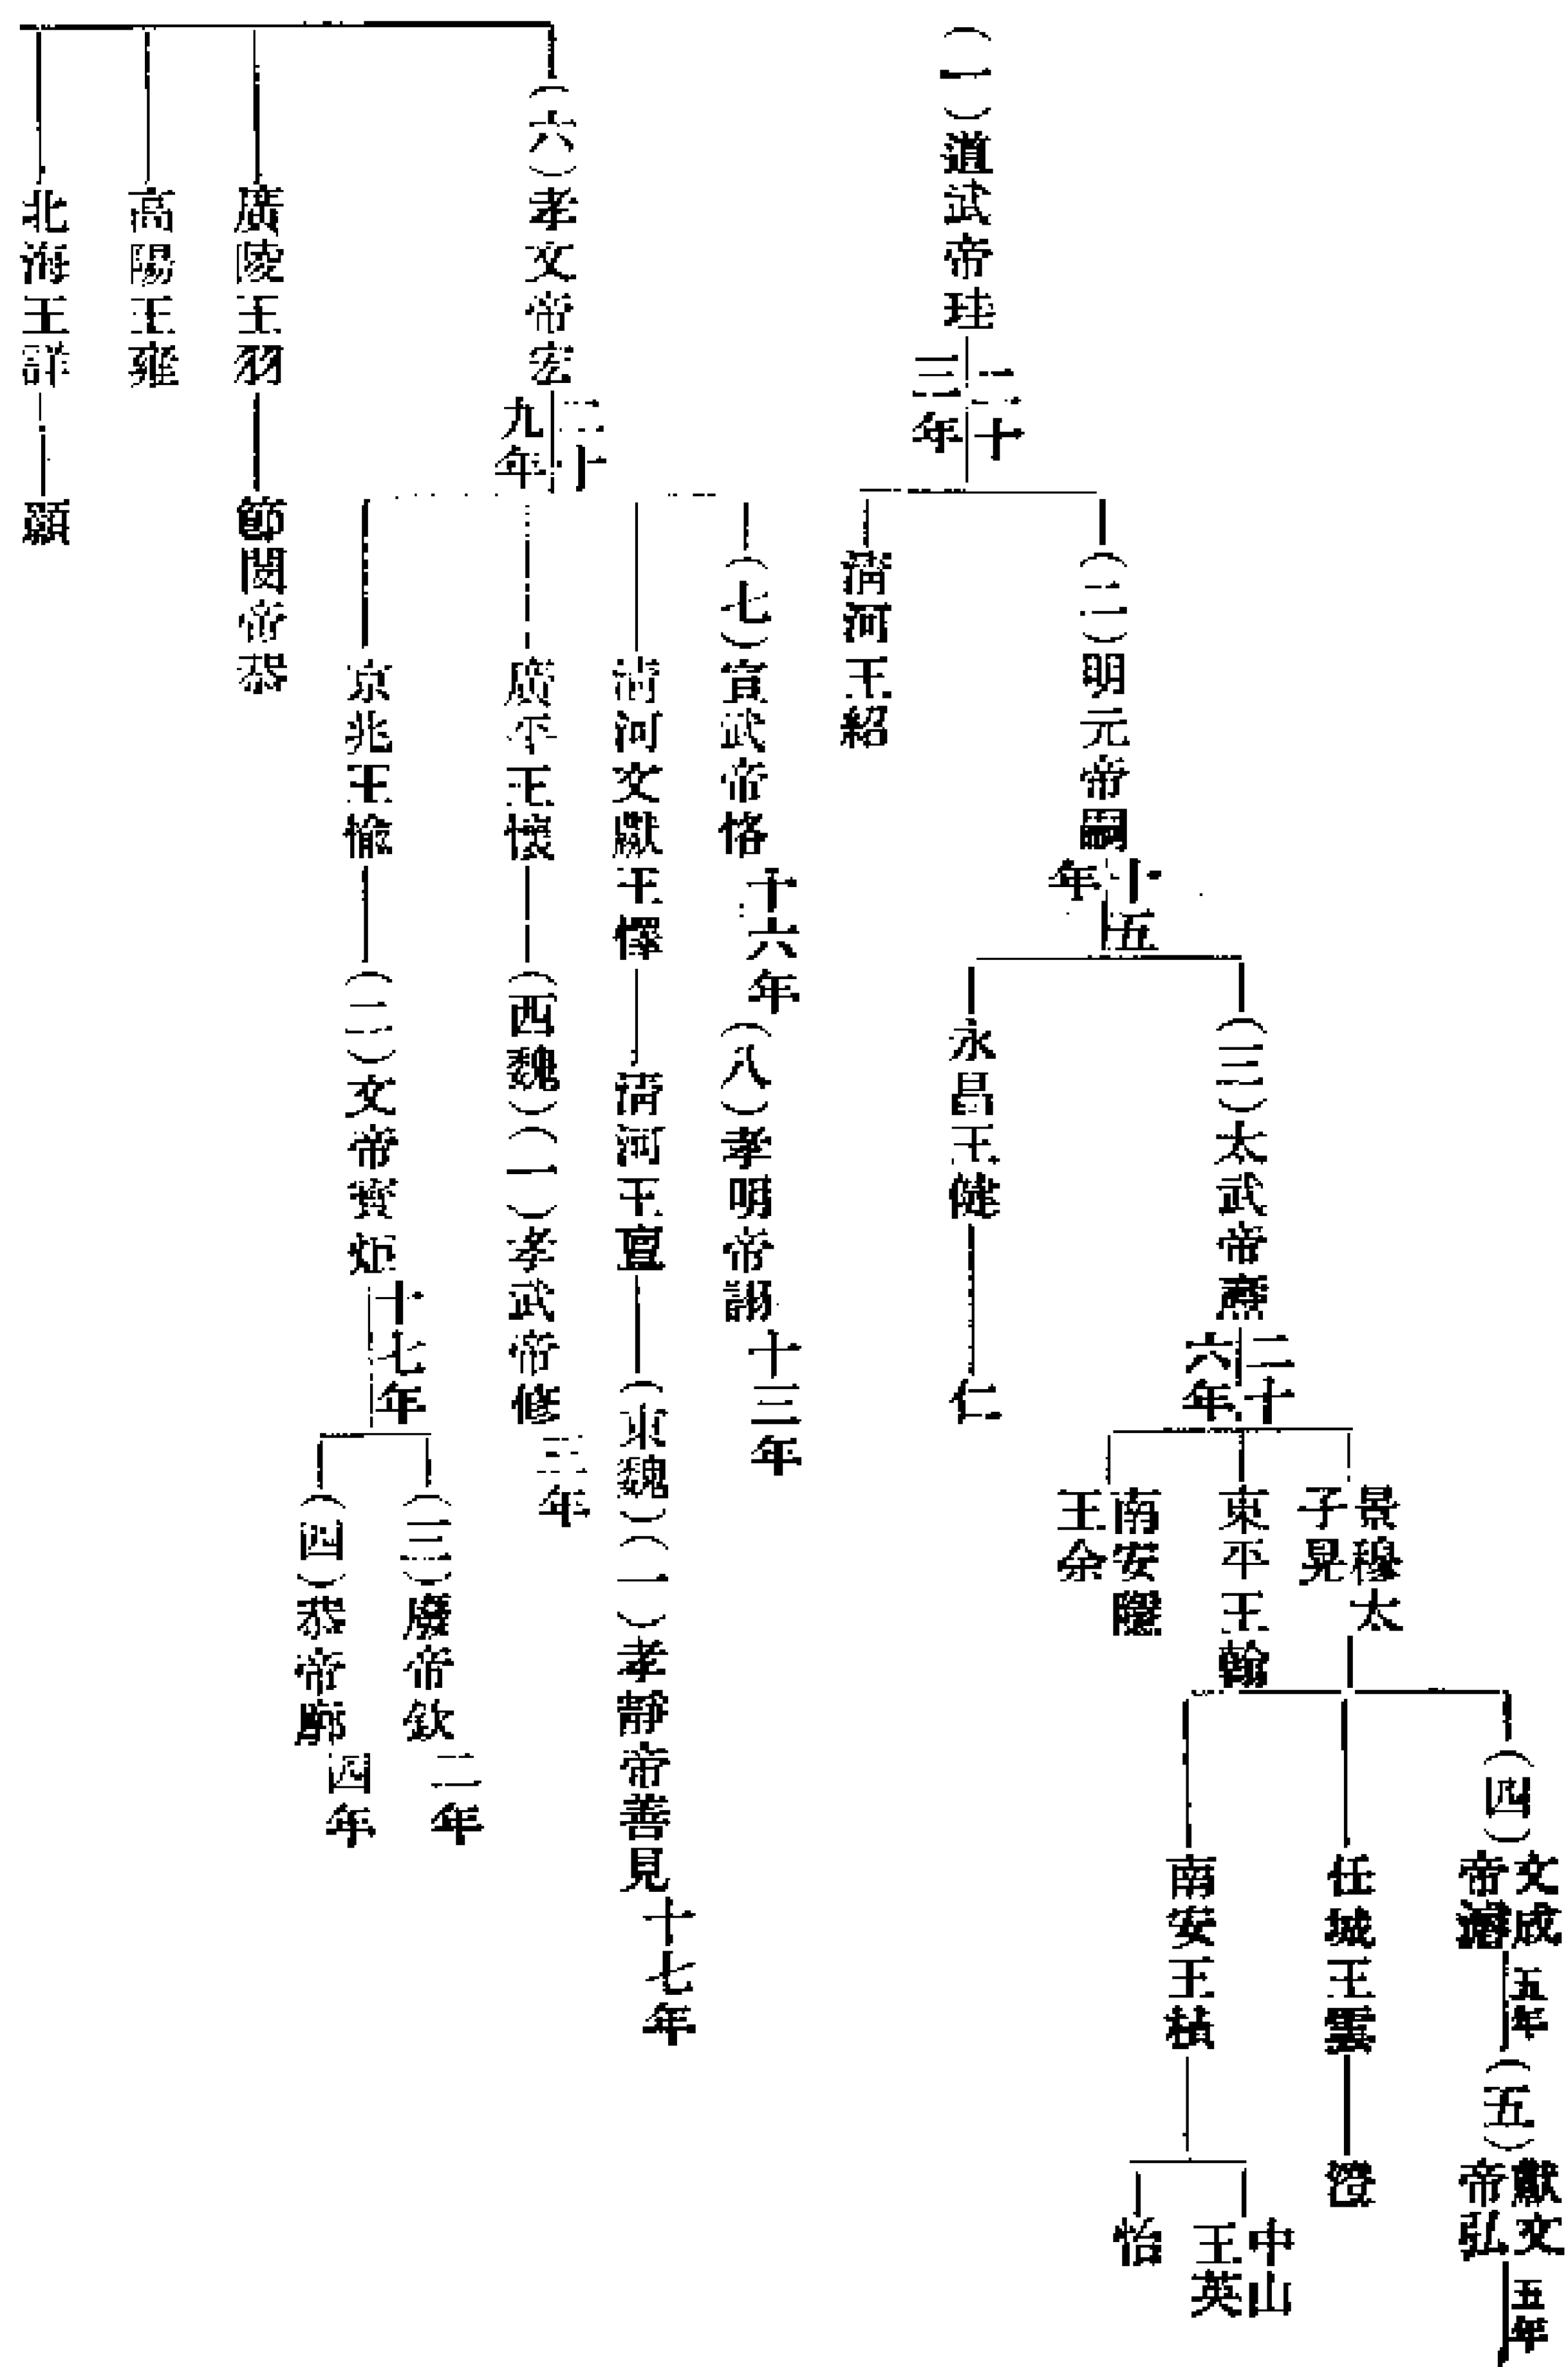 (一)道武帝珪
二十三年
(二)明元帝嗣
十五年
清河王紹
(三)太武帝燾
二十六年
永昌王健
仁
景穆太子晃
東平王翰
南安隱王余
(四)文成帝濬
五年
(五)獻文帝弘
五年
任城王雲
澄
南安王楨
中山王英
怡
(六)孝文帝宏
二十九年
廣陵王羽
節閔帝恭
高陽王雍
北海王詳
顥
(七)宣武帝恪
十六年
(八)孝明帝詡
十三年
清河文獻王懌
清河王亶
(東魏)(一)孝靜帝善見
十七年
廣平王懷
(西魏)(一)孝武帝修
三年
京兆王愉
(二)文帝寶炬
十七年
(三)廢帝欽
二年
(四)恭帝廓
四年